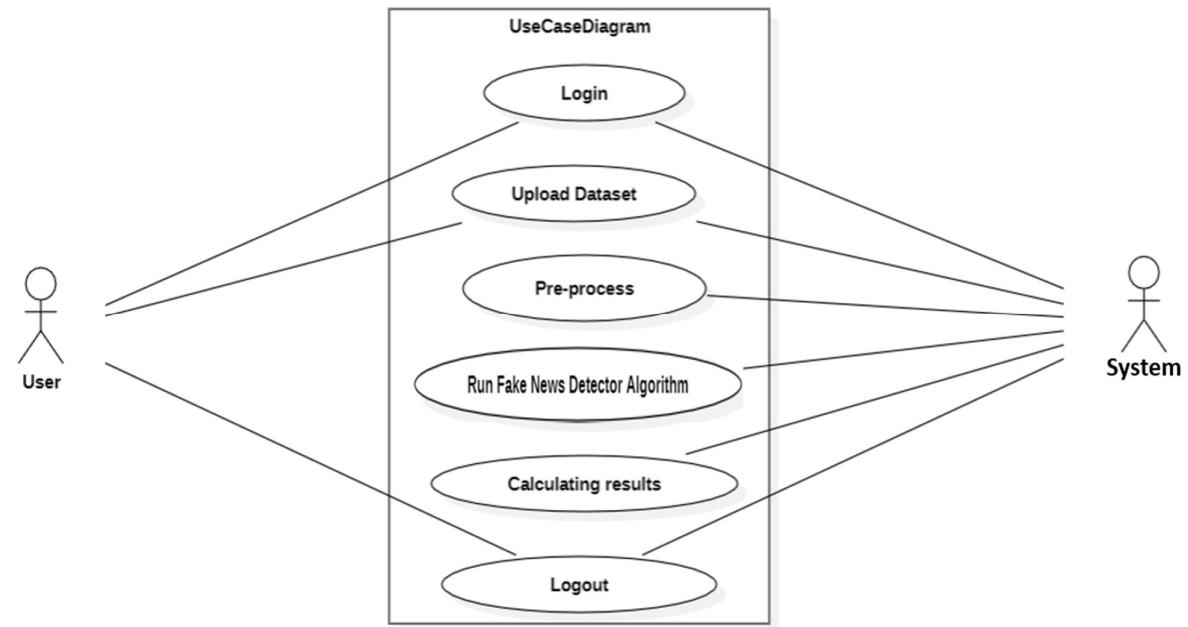 UseCaseDiagram
Login
Upload Dataset
Pre-process
Run Fake News Detector Algorithm
Calculating results
Logout
User
System